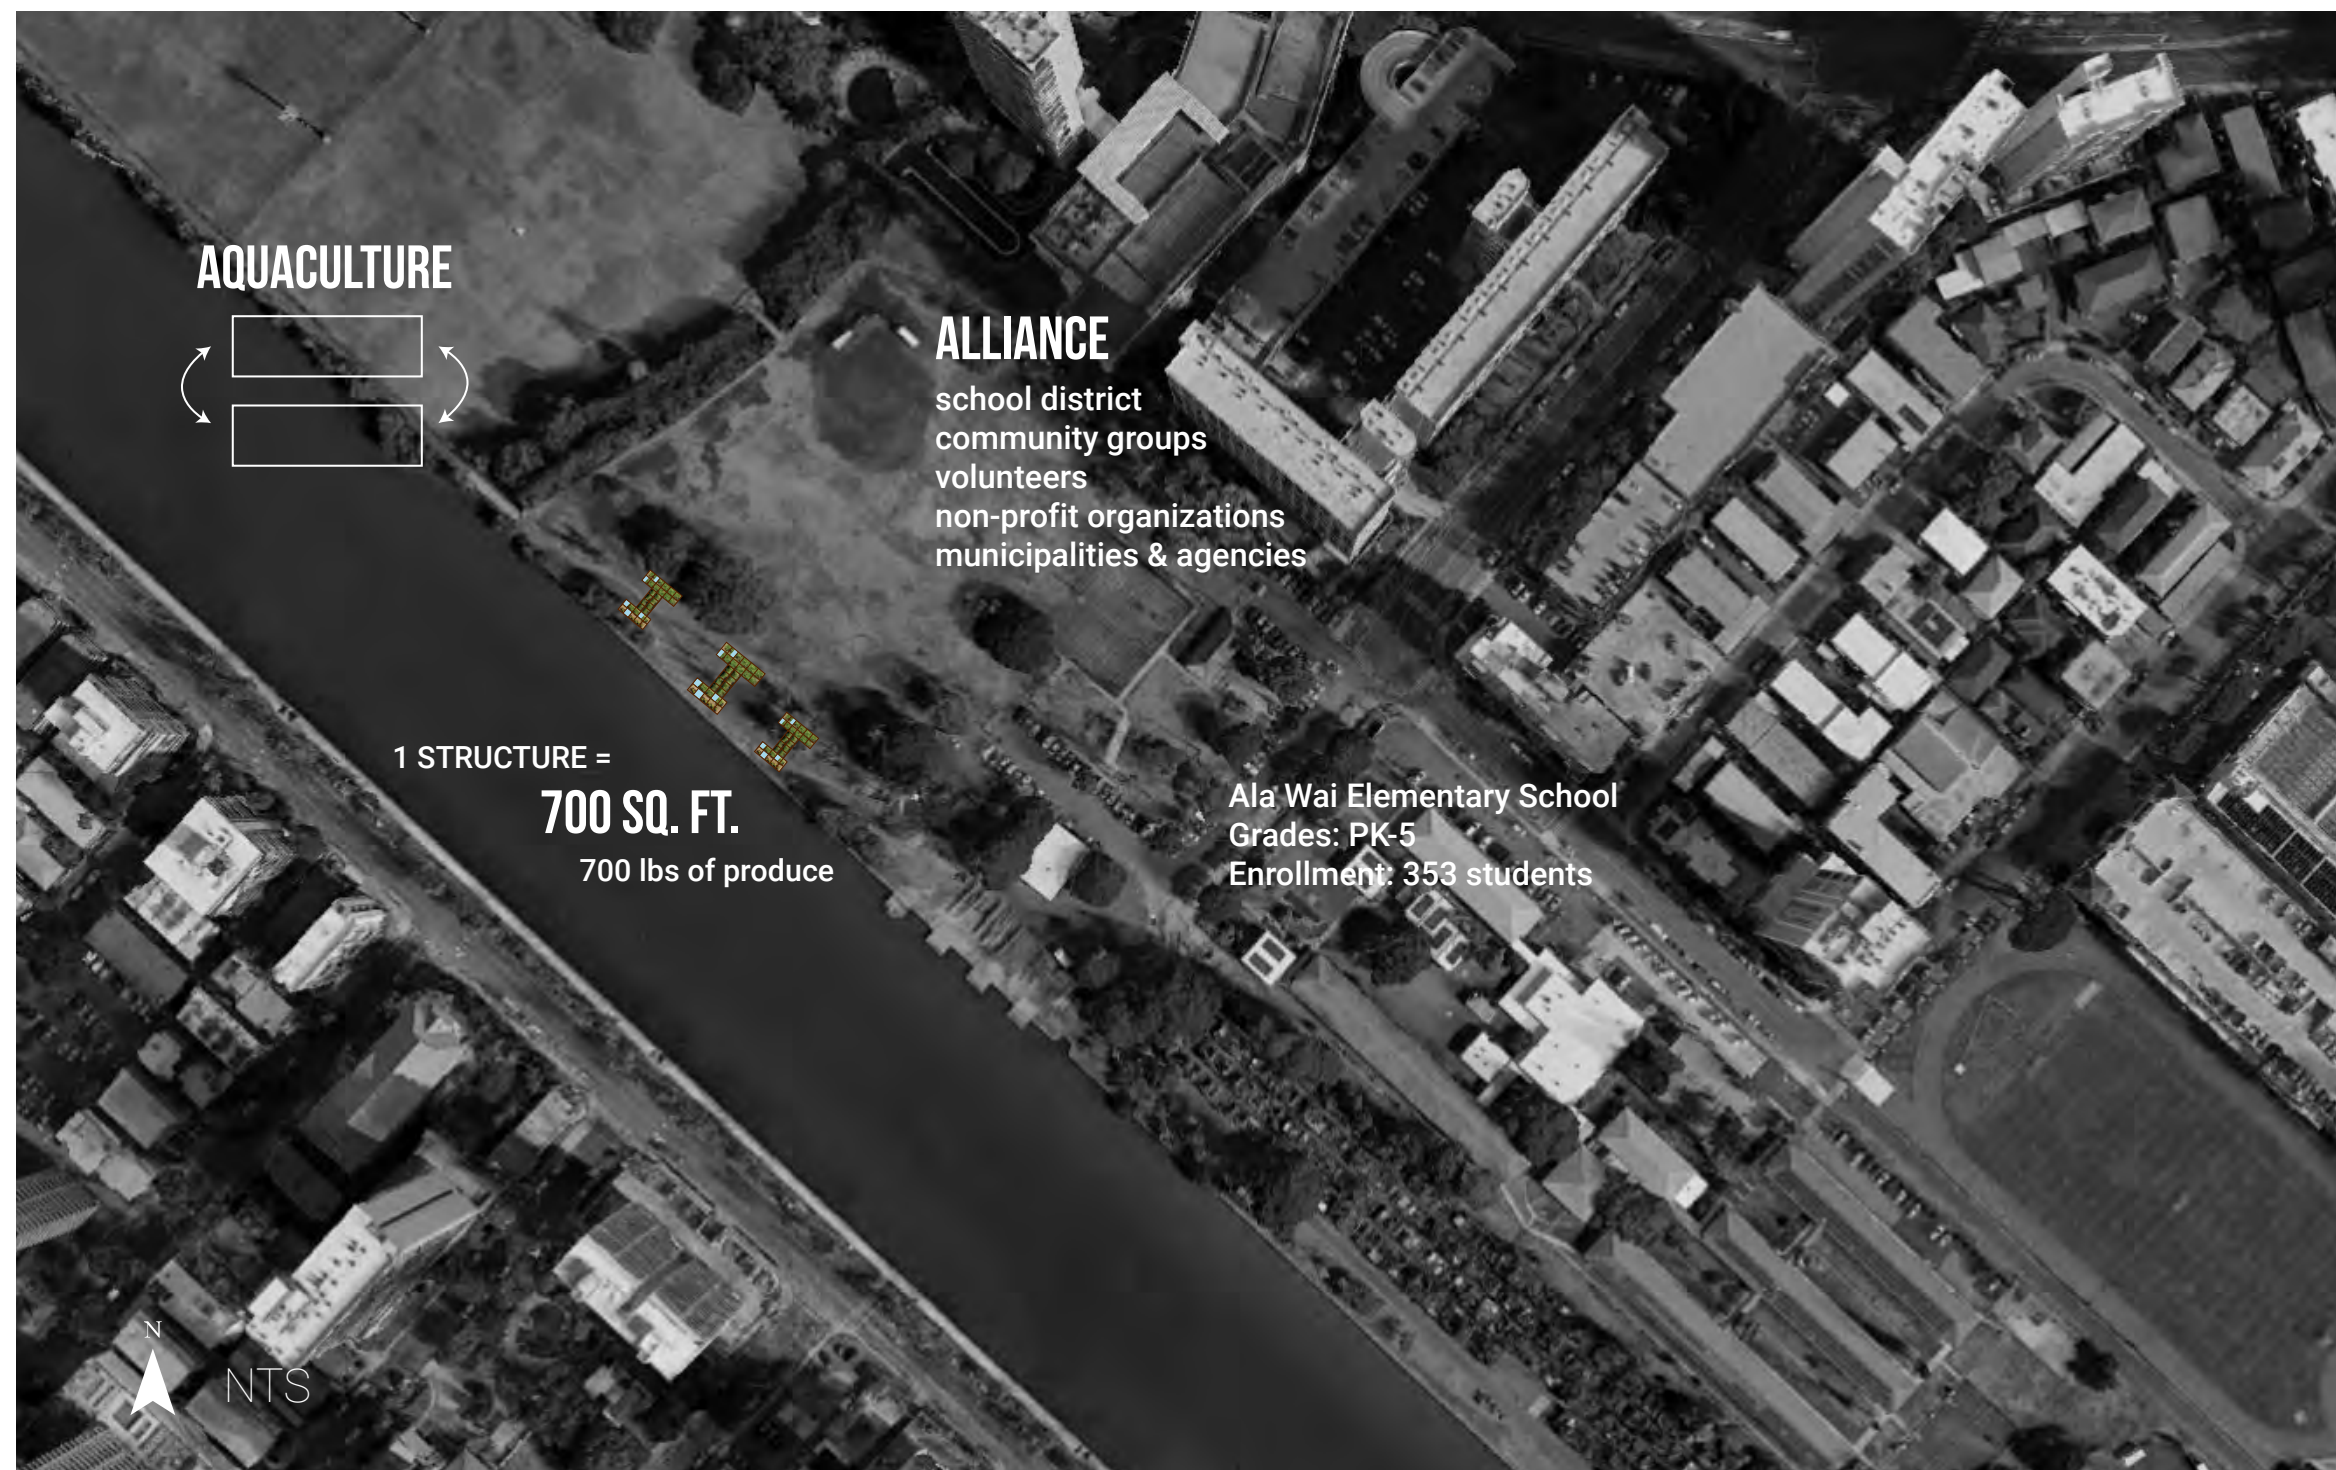 AQUACULTURE
ALLIANCE
school district
community groups
volunteers
non-profit organizations
municipalities & agencies
1 STRUCTURE =
700 SQ. FT.
700 lbs of produce
Ala Wai Elementary School
Grades: PK-5
Enrollment: 353 students
N
NTS